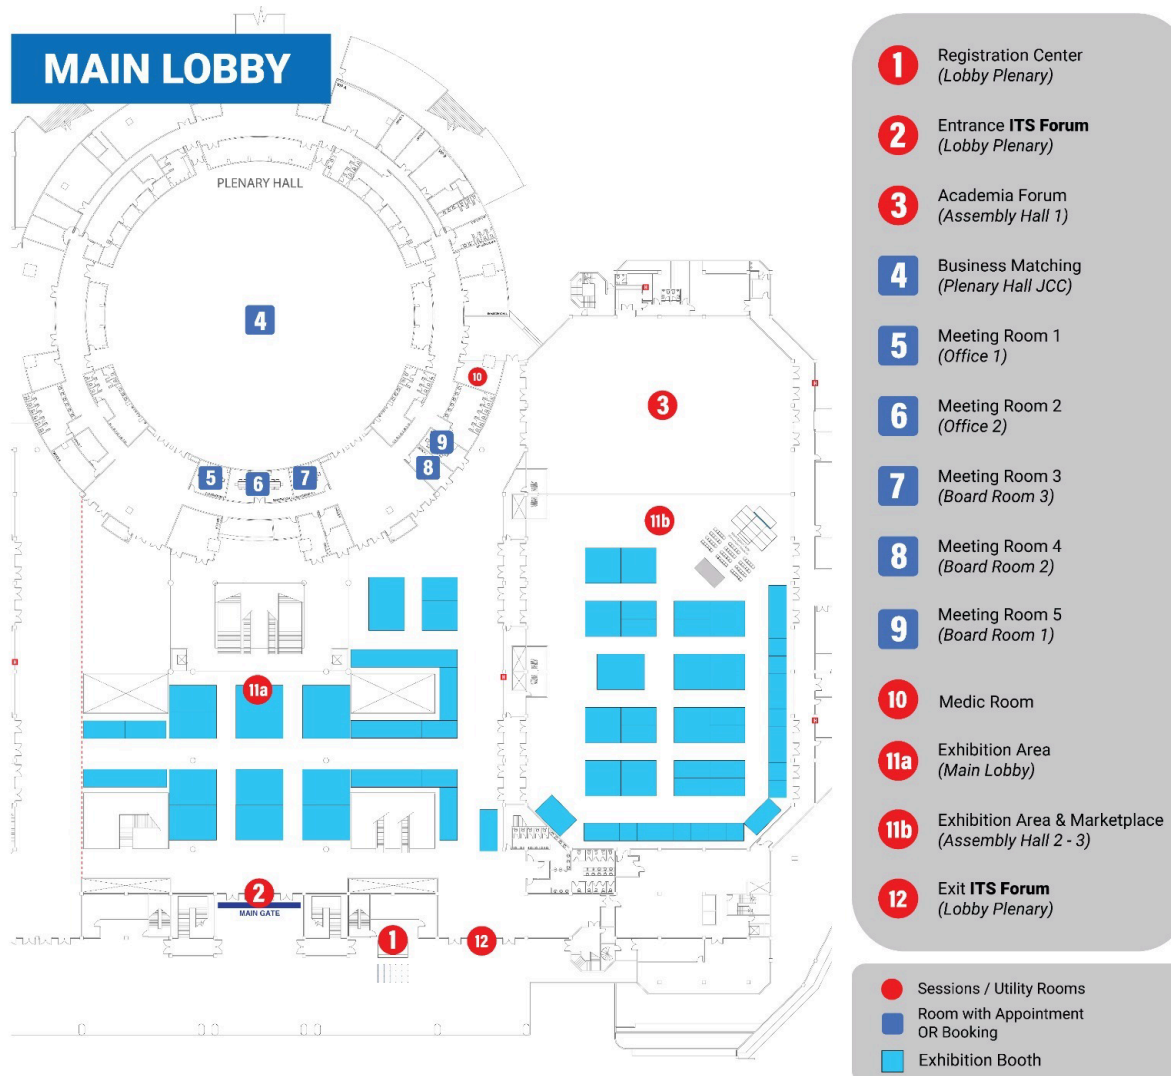 MAIN LOBBY
PLENARY HALL
4
10
3
9
8
5
6
7
11b
11a
2
MAIN GATE
1
12
1
Registration Center
(Lobby Plenary)
2
Entrance ITS Forum
(Lobby Plenary)
3
Academia Forum
(Assembly Hall 1)
4
Business Matching
(Plenary Hall JCC)
5
Meeting Room 1
(Office 1)
6
Meeting Room 2
(Office 2)
7
Meeting Room 3
(Board Room 3)
8
Meeting Room 4
(Board Room 2)
9
Meeting Room 5
(Board Room 1)
10
Medic Room
11a
Exhibition Area
(Main Lobby)
11b
Exhibition Area & Marketplace
(Assembly Hall 2 - 3)
12
Exit ITS Forum
(Lobby Plenary)
Sessions / Utility Rooms
Room with Appointment
OR Booking
Exhibition Booth